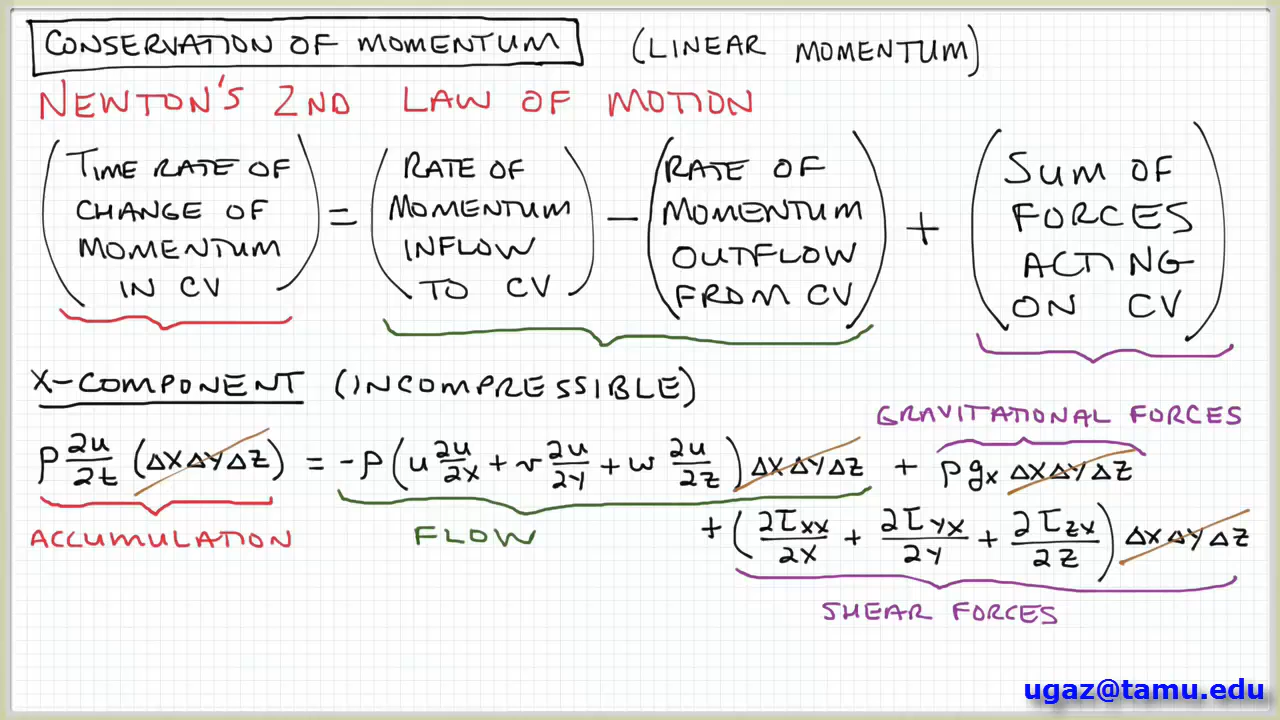 CONSERVATION OF MOMENTUM (LINEAR MOMENTUM)
NEWTON'S 2ND LAW OF MOTION
(TIME RATE OF CHANGE OF MOMENTUM IN CV) = (RATE OF MOMENTUM INFLOW TO CV) − (RATE OF MOMENTUM OUTFLOW FROM CV) + (SUM OF FORCES ACTING ON CV)
X-COMPONENT (INCOMPRESSIBLE)
GRAVITATIONAL FORCES
ρ ∂u/∂t (ΔXΔYΔZ) = -ρ(u ∂u/∂x + v ∂u/∂y + w ∂u/∂z) ΔXΔYΔZ + ρgx ΔXΔYΔZ
+ (∂τxx/∂x + ∂τyx/∂y + ∂τzx/∂z) ΔXΔYΔZ
ACCUMULATION FLOW
SHEAR FORCES
ugaz@tamu.edu